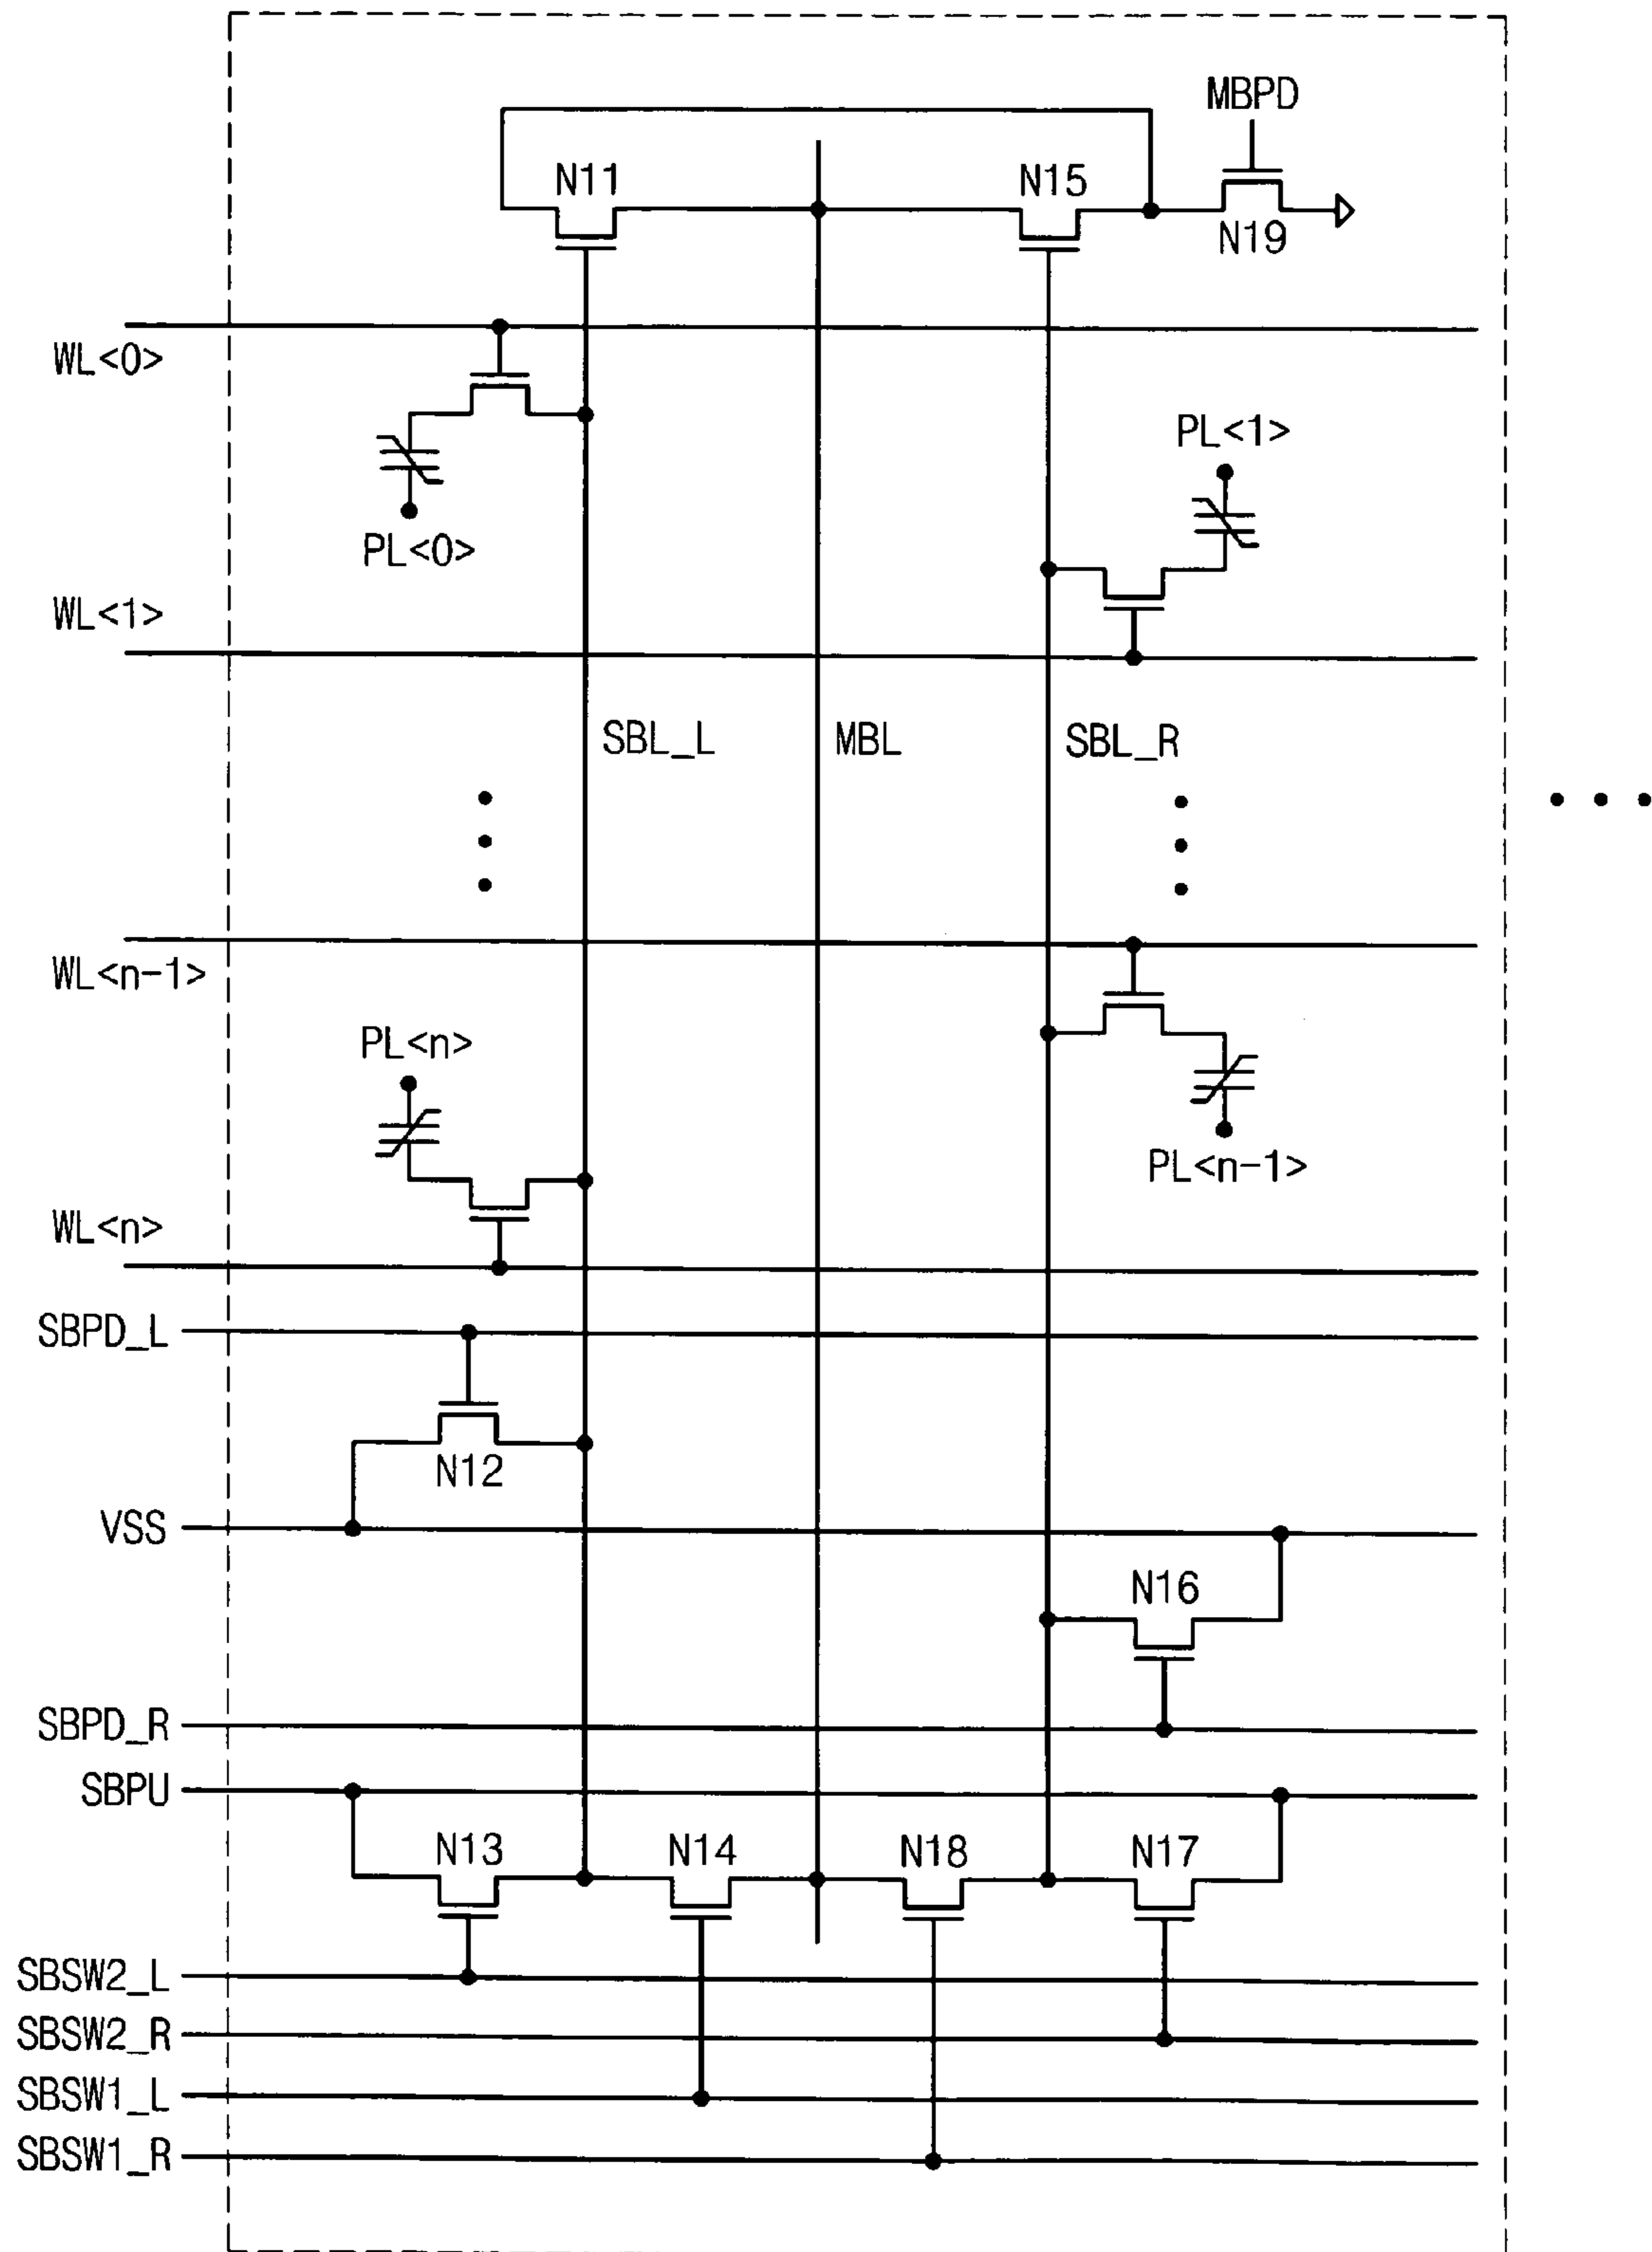 MBPD
N11
N15
N19
WL<0>
PL<1>
PL<0>
WL<1>
SBL_L
MBL
SBL_R
WL<n-1>
PL<n>
PL<n-1>
WL<n>
SBPD_L
N12
VSS
N16
SBPD_R
SBPU
N13
N14
N18
N17
SBSW2_L
SBSW2_R
SBSW1_L
SBSW1_R